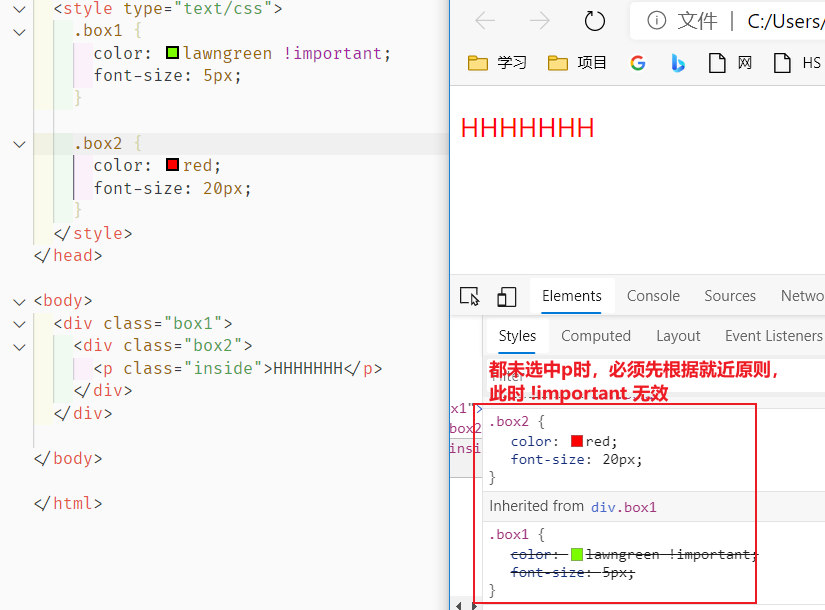 <style type="text/css">
.box1 {
color: lawngreen !important;
font-size: 5px;
}
.box2 {
color: red;
font-size: 20px;
}
</style>
</head>
<body>
<div class="box1">
<div class="box2">
<p class="inside">HHHHHHH</p>
</div>
</div>
</body>
</html>
文件 | C:/Users/
学习 项目 网 HS
HHHHHHH
Elements Console Sources Netwo
Styles Computed Layout Event Listeners
Filter
都未选中p时，必须先根据就近原则，
此时 !important 无效
x1">
box2
insi
.box2 {
color: red;
font-size: 20px;
}
Inherited from div.box1
.box1 {
color: lawngreen !important;
font-size: 5px;
}